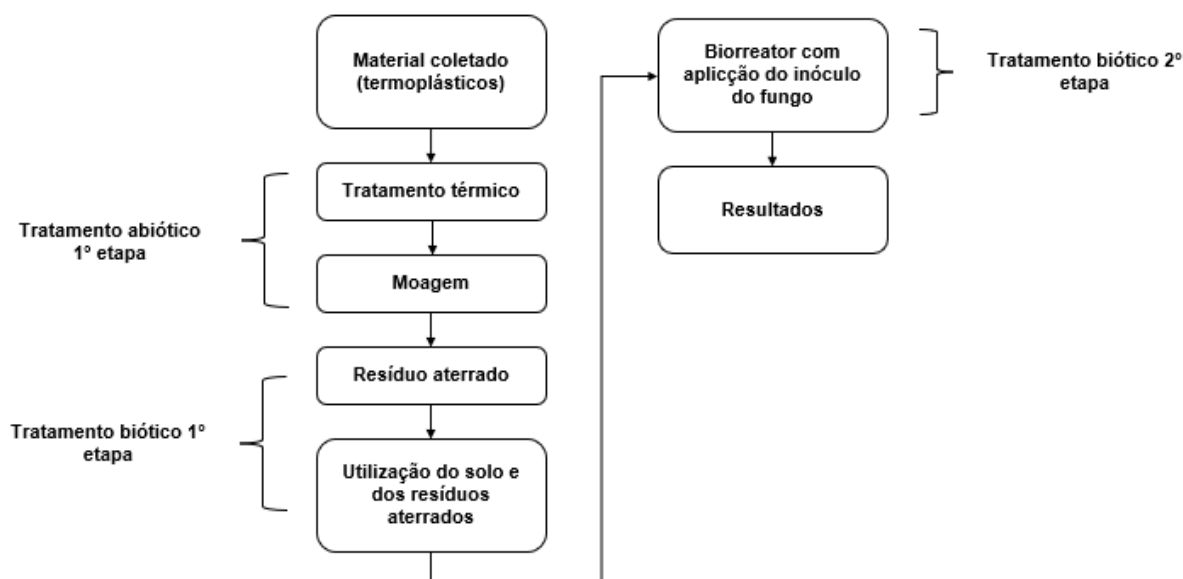 Material coletado
(termoplásticos)
Tratamento térmico
Tratamento abiótico
1º etapa
Moagem
Resíduo aterrado
Tratamento biótico 1º
etapa
Utilização do solo e
dos resíduos
aterrados
Biorreator com
aplicção do inóculo
do fungo
Tratamento biótico 2º
etapa
Resultados